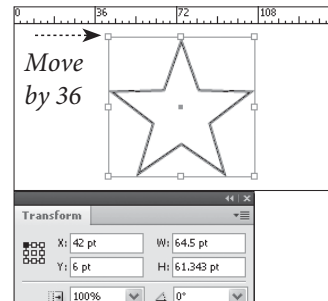 0 36 72 108
Move
by 36
Transform
X: 42 pt W: 64.5 pt
Y: 6 pt H: 61.343 pt
100% 0°